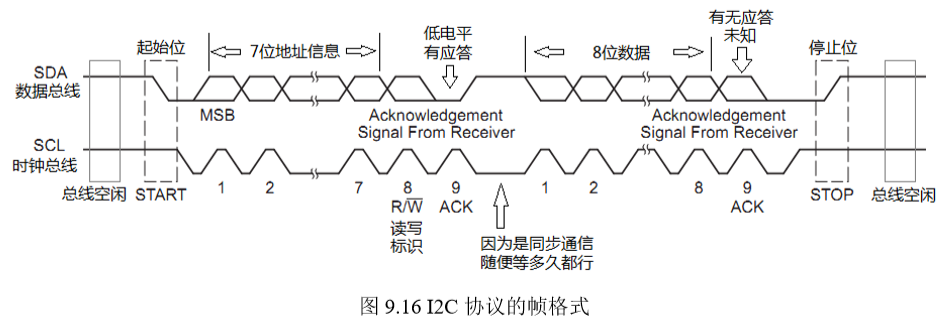 有无应答
未知
低电平
有应答
起始位
7位地址信息
8位数据
停止位
SDA
数据总线
MSB
Acknowledgement
Signal From Receiver
Acknowledgement
Signal From Receiver
SCL
时钟总线
总线空闲
START
1
2
7
8
9
1
2
8
9
STOP
总线空闲
R/W̅
ACK
ACK
读写
标识
因为是同步通信
随便等多久都行
图 9.16 I2C 协议的帧格式